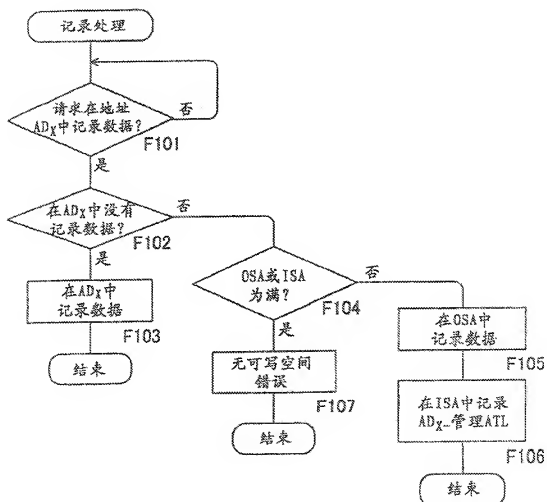 记录处理
请求在地址
ADX中记录数据?
否
F101
是
在ADX中没有
记录数据?
否
F102
是
OSA或ISA
为满?
否
F104
在ADX中
记录数据
F103
是
在OSA中
记录数据
F105
结束
无可写空间
错误
F107
在ISA中记录
ADX-管理ATL
F106
结束
结束